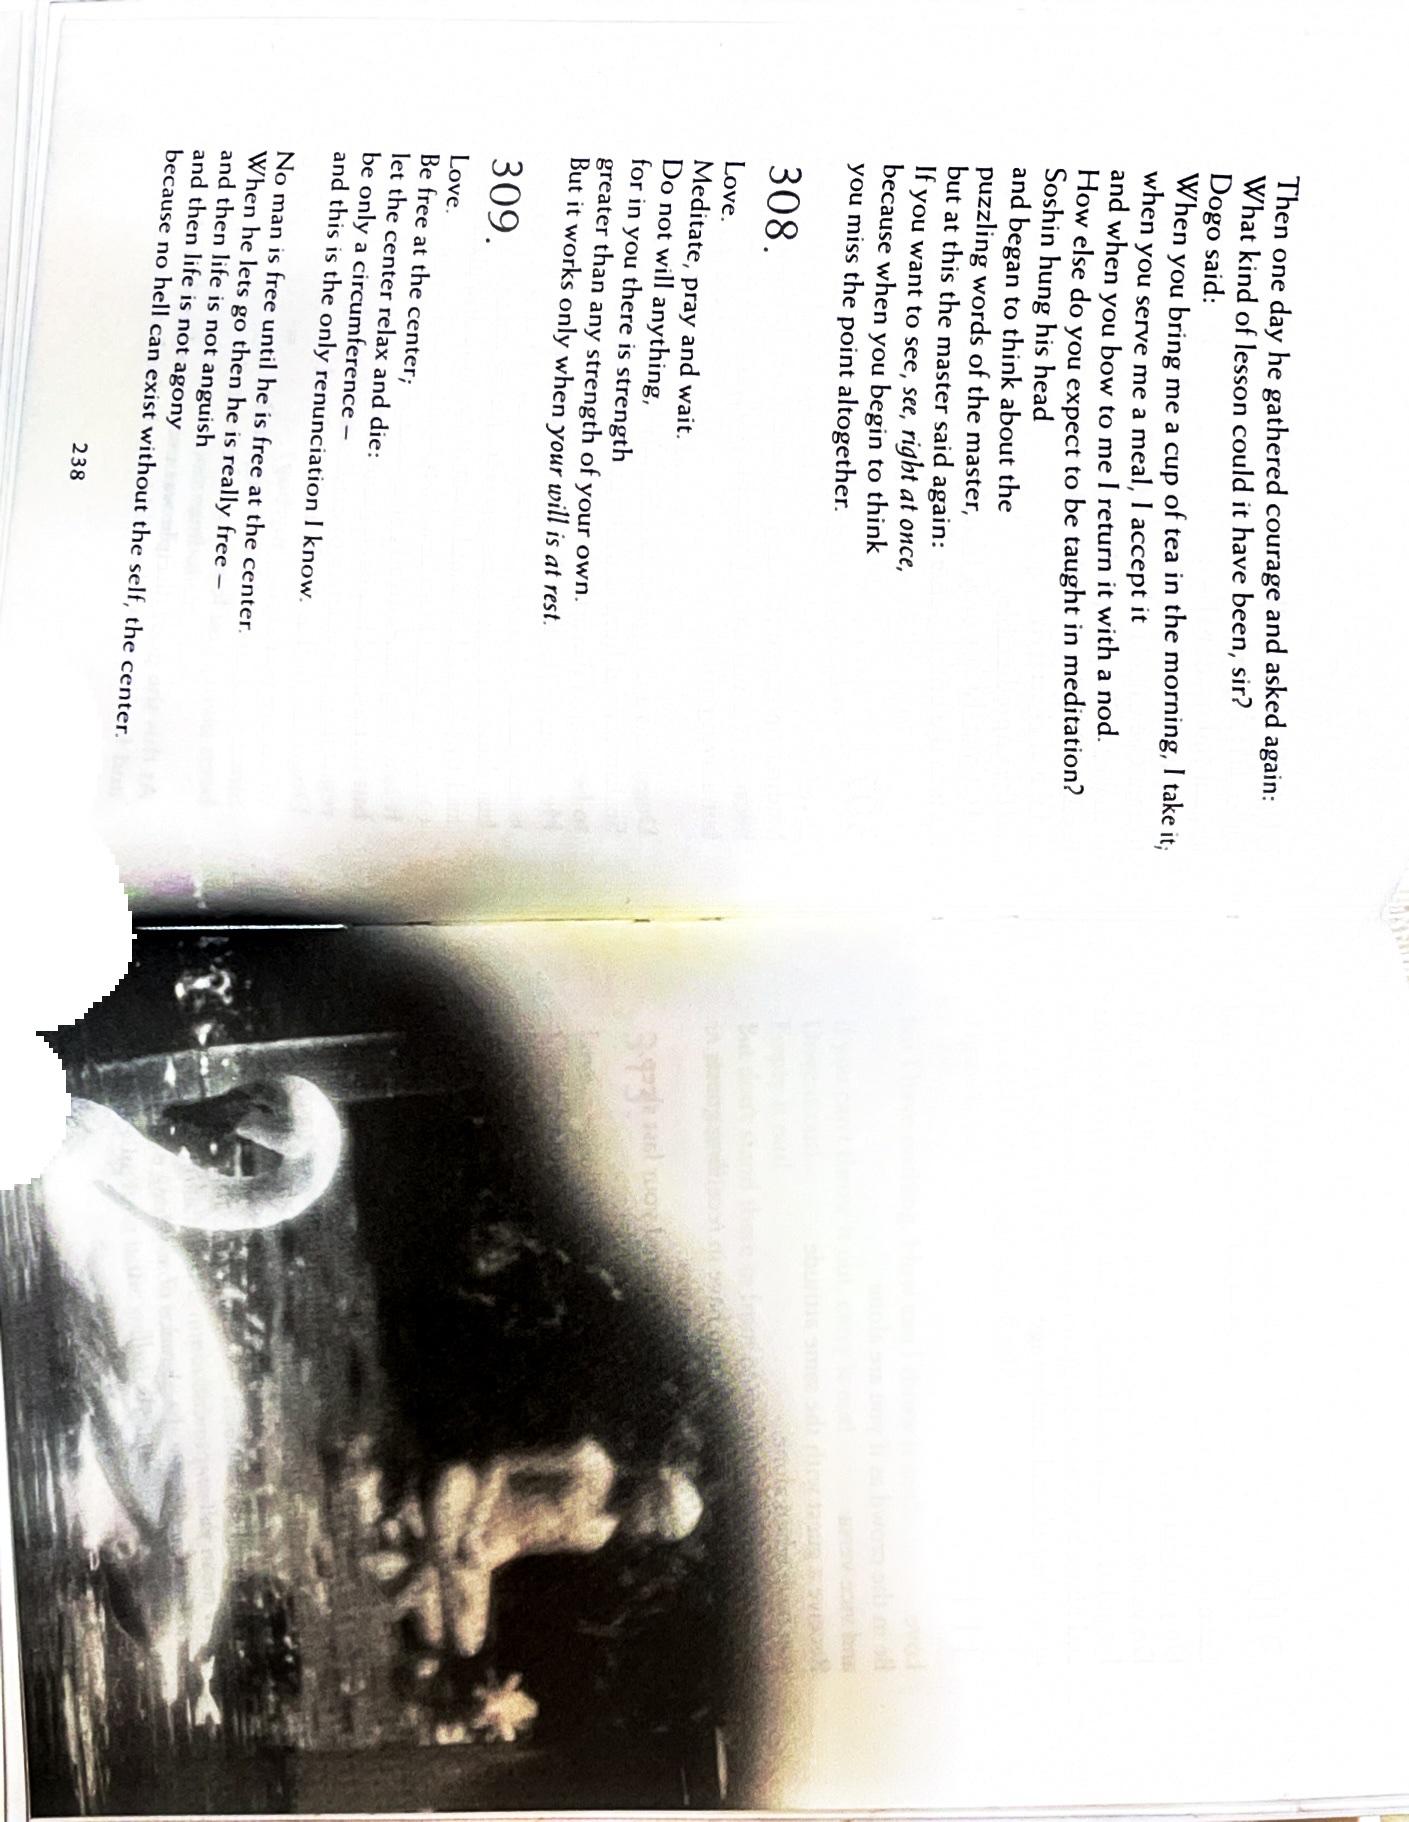 Then one day he gathered courage and asked again:
What kind of lesson could it have been, sir?
Dogo said:
When you bring me a cup of tea in the morning, I take it;
when you serve me a meal, I accept it
and when you bow to me I return it with a nod.
How else do you expect to be taught in meditation?
Soshin hung his head
and began to think about the
puzzling words of the master,
but at this the master said again:
If you want to see, see, right at once,
because when you begin to think
you miss the point altogether.
308.
Love.
Meditate, pray and wait.
Do not will anything,
for in you there is strength
greater than any strength of your own.
But it works only when your will is at rest.
309.
Love.
Be free at the center;
let the center relax and die:
be only a circumference –
and this is the only renunciation I know.
No man is free until he is free at the center.
When he lets go then he is really free –
and then life is not anguish
and then life is not agony
because no hell can exist without the self, the center.
238